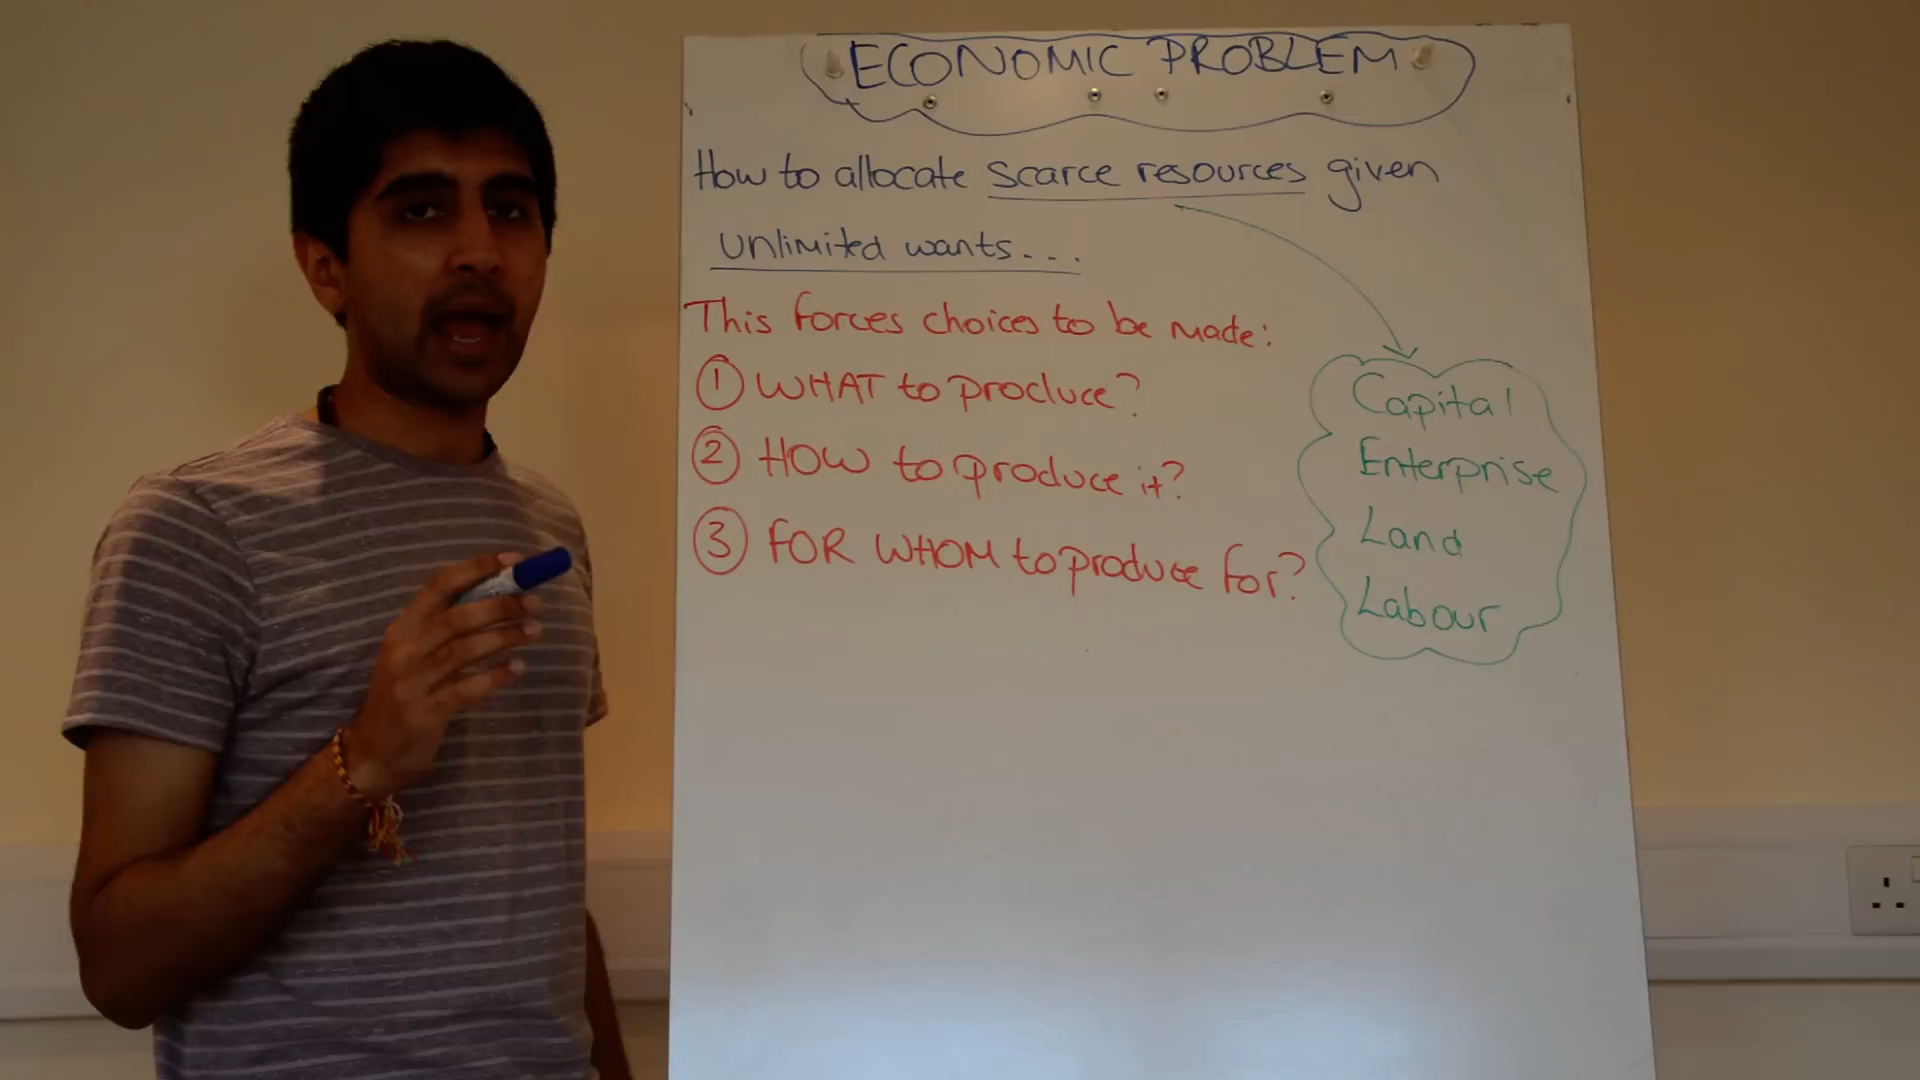 ECONOMIC PROBLEM
How to allocate scarce resources given
unlimited wants...
This forces choices to be made:
① WHAT to produce?
② HOW to produce it?
③ FOR WHOM to produce for?
Capital
Enterprise
Land
Labour